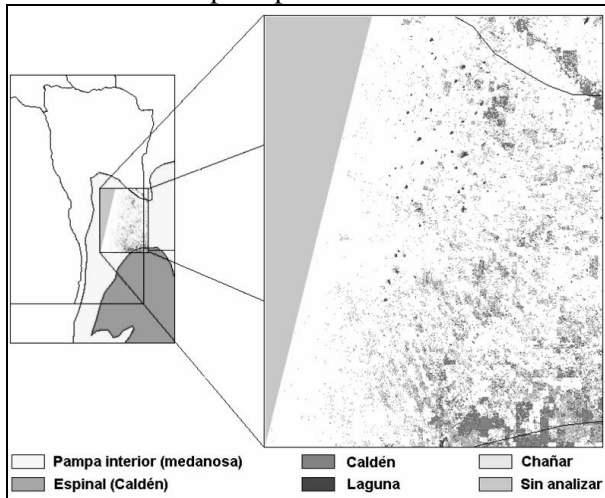 Pampa interior (medanosa)
Caldén
Chañar
Espinal (Caldén)
Laguna
Sin analizar